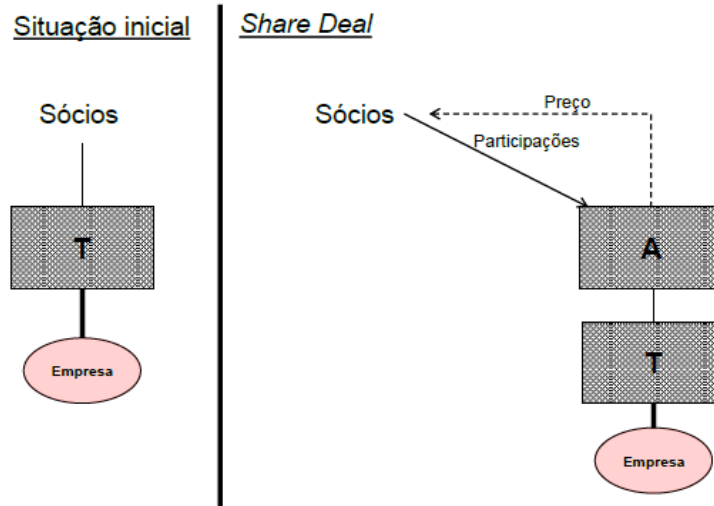 Situação inicial
Share Deal
Sócios
T
Empresa
Sócios
Preço
Participações
A
T
Empresa